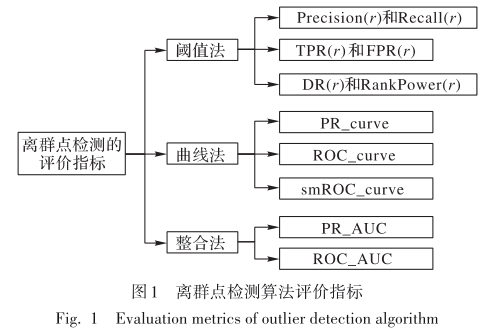 离群点检测的
评价指标
阈值法
Precision(r)和Recall(r)
TPR(r)和FPR(r)
DR(r)和RankPower(r)
曲线法
PR_curve
ROC_curve
smROC_curve
整合法
PR_AUC
ROC_AUC
图1 离群点检测算法评价指标
Fig. 1 Evaluation metrics of outlier detection algorithm